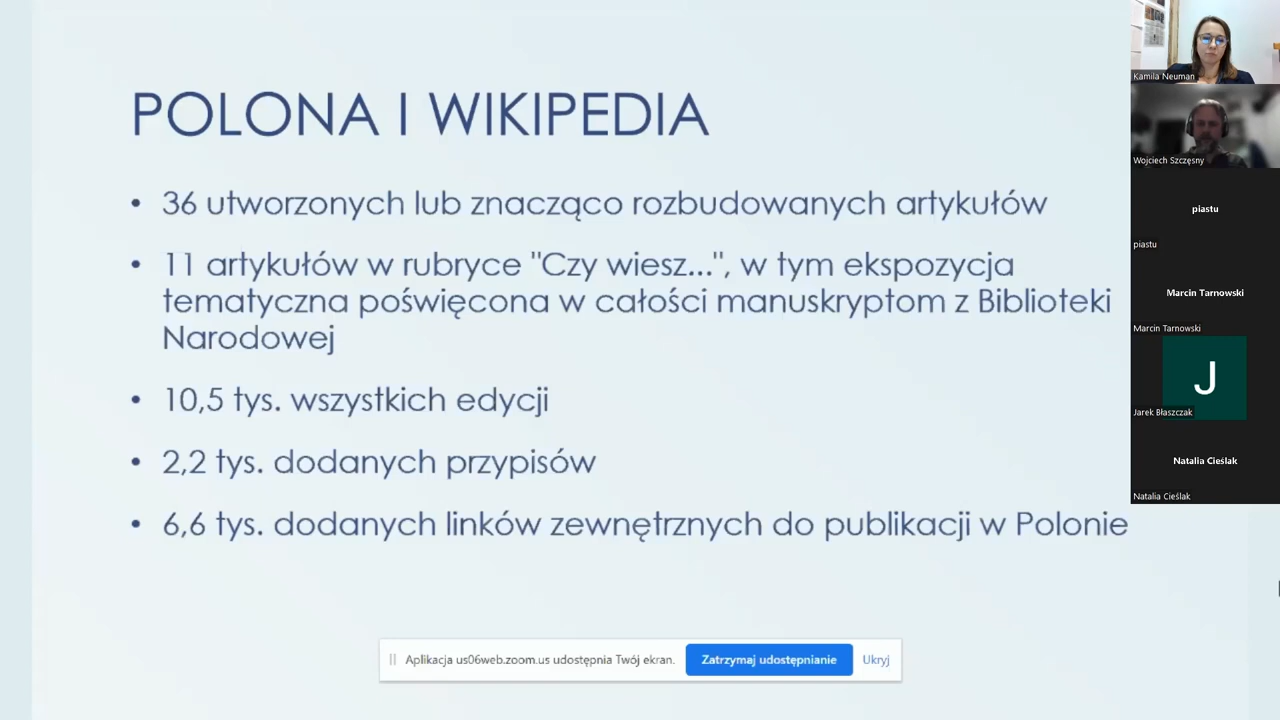 POLONA I WIKIPEDIA
• 36 utworzonych lub znacząco rozbudowanych artykułów
• 11 artykułów w rubryce "Czy wiesz...", w tym ekspozycja
tematyczna poświęcona w całości manuskryptom z Biblioteki
Narodowej
• 10,5 tys. wszystkich edycji
• 2,2 tys. dodanych przypisów
• 6,6 tys. dodanych linków zewnętrznych do publikacji w Polonie
Aplikacja us06web.zoom.us udostępnia Twój ekran.
Zatrzymaj udostępnianie
Ukryj
Kamila Neuman
Wojciech Szczęsny
piastu
piastu
Marcin Tarnowski
Marcin Tarnowski
J
Jarek Błaszczak
Natalia Cieślak
Natalia Cieślak